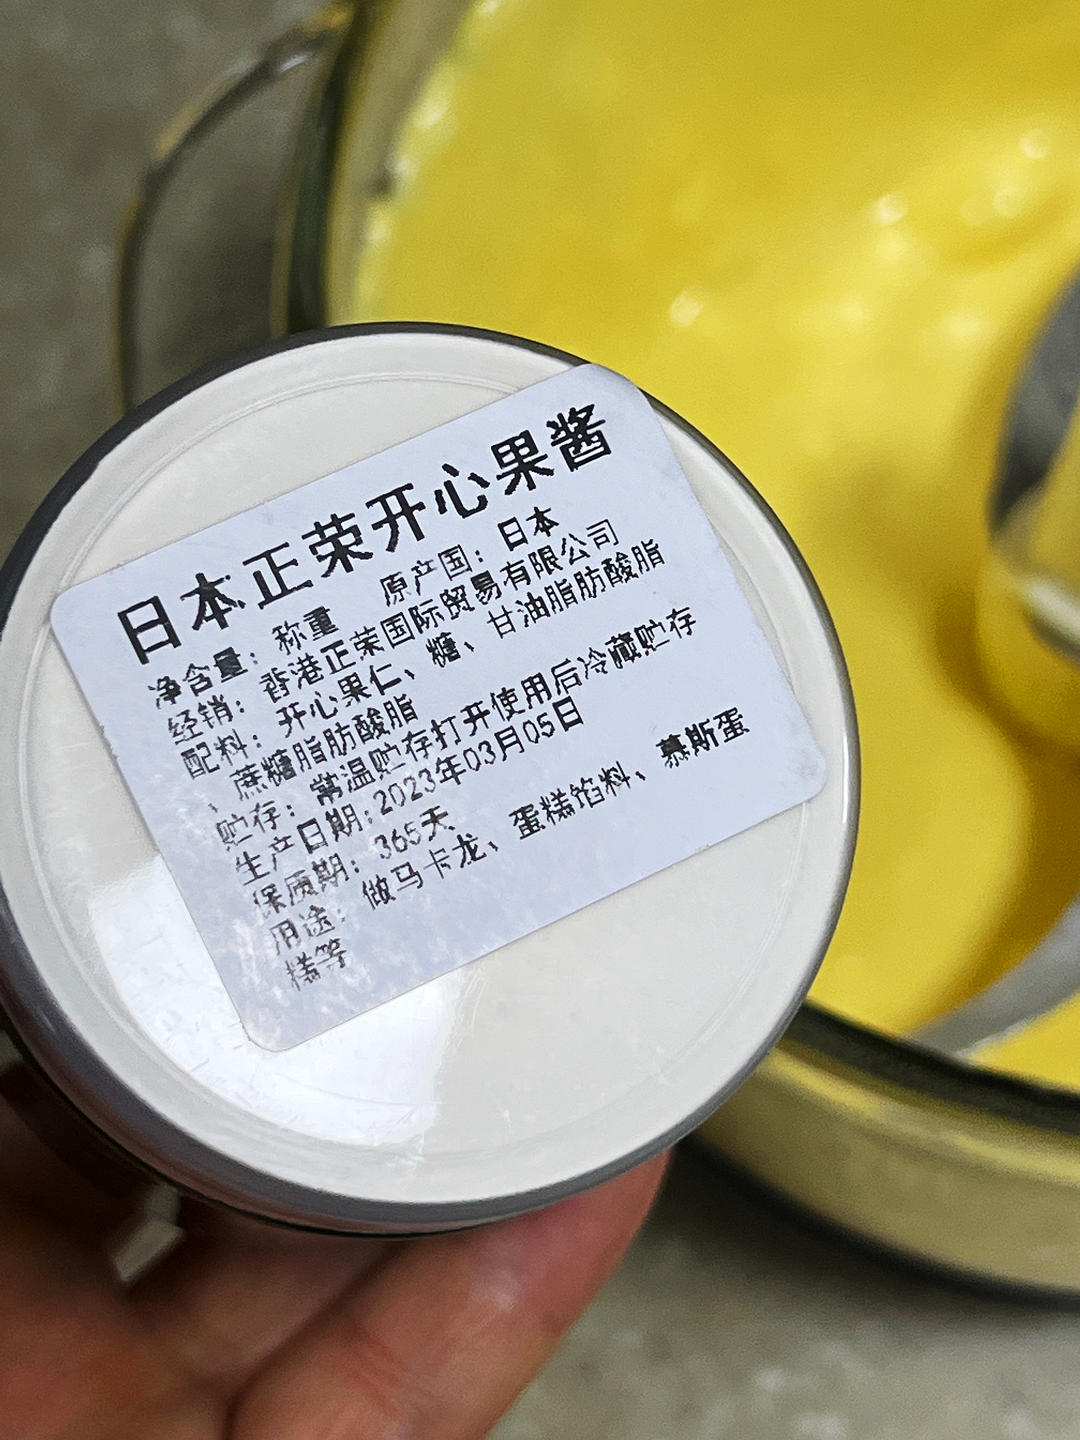 日本正荣开心果酱
净含量：称重 原产国：日本
经销：香港正荣国际贸易有限公司
配料：开心果仁、糖、甘油脂肪酸脂
、蔗糖脂肪酸脂
贮存：常温贮存打开使用后冷藏贮存
生产日期：2023年03月05日
保质期：365天
用途：做马卡龙、蛋糕馅料、慕斯蛋
糕等